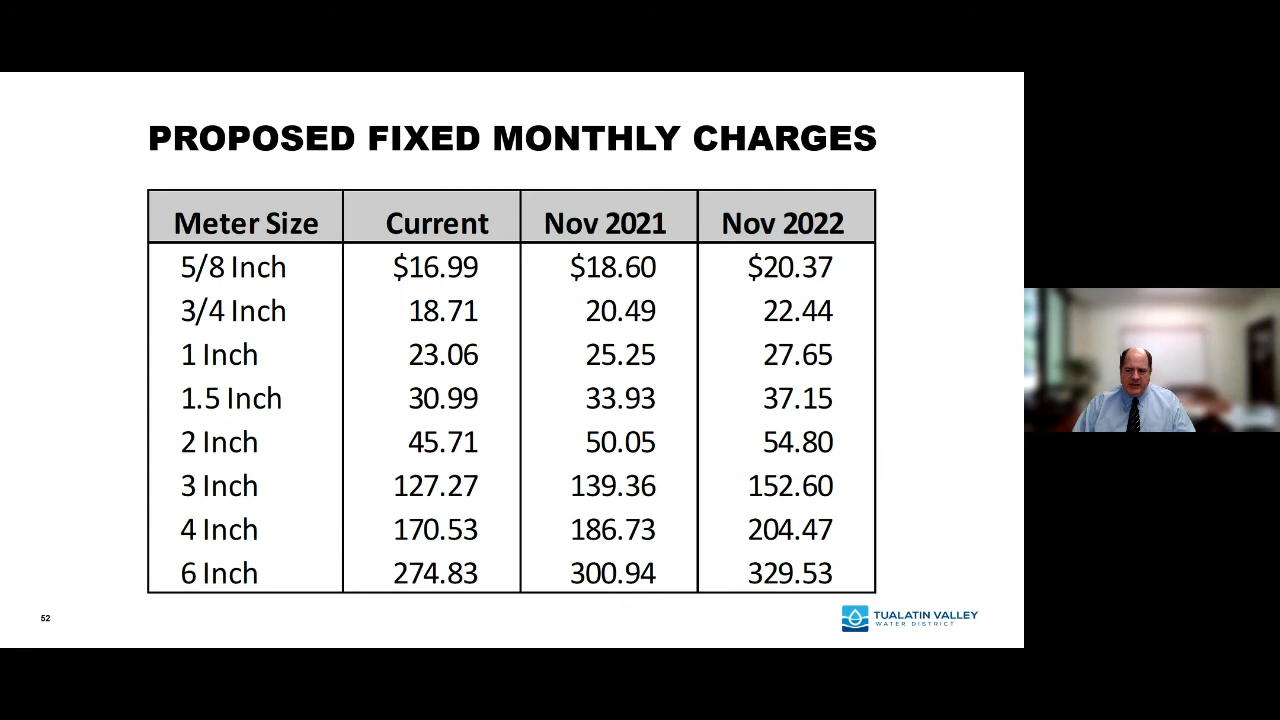 PROPOSED FIXED MONTHLY CHARGES
Meter Size Current Nov 2021 Nov 2022
5/8 Inch $16.99 $18.60 $20.37
3/4 Inch 18.71 20.49 22.44
1 Inch 23.06 25.25 27.65
1.5 Inch 30.99 33.93 37.15
2 Inch 45.71 50.05 54.80
3 Inch 127.27 139.36 152.60
4 Inch 170.53 186.73 204.47
6 Inch 274.83 300.94 329.53
52
TUALATIN VALLEY
WATER DISTRICT